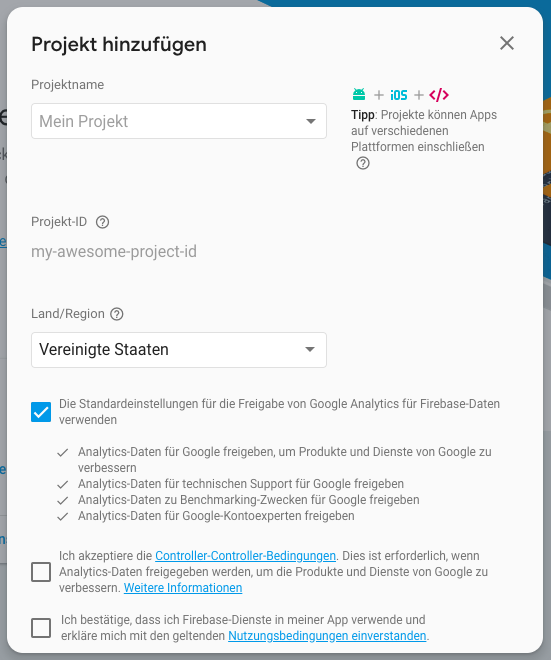 Projekt hinzufügen
Projektname
Mein Projekt
+ iOS + </>
Tipp: Projekte können Apps
auf verschiedenen
Plattformen einschließen
Projekt-ID
my-awesome-project-id
Land/Region
Vereinigte Staaten
Die Standardeinstellungen für die Freigabe von Google Analytics für Firebase-Daten
verwenden
Analytics-Daten für Google freigeben, um Produkte und Dienste von Google zu
verbessern
Analytics-Daten für technischen Support für Google freigeben
Analytics-Daten zu Benchmarking-Zwecken für Google freigeben
Analytics-Daten für Google-Kontoexperten freigeben
Ich akzeptiere die Controller-Controller-Bedingungen. Dies ist erforderlich, wenn
Analytics-Daten freigegeben werden, um die Produkte und Dienste von Google zu
verbessern. Weitere Informationen
Ich bestätige, dass ich Firebase-Dienste in meiner App verwende und
erkläre mich mit den geltenden Nutzungsbedingungen einverstanden.